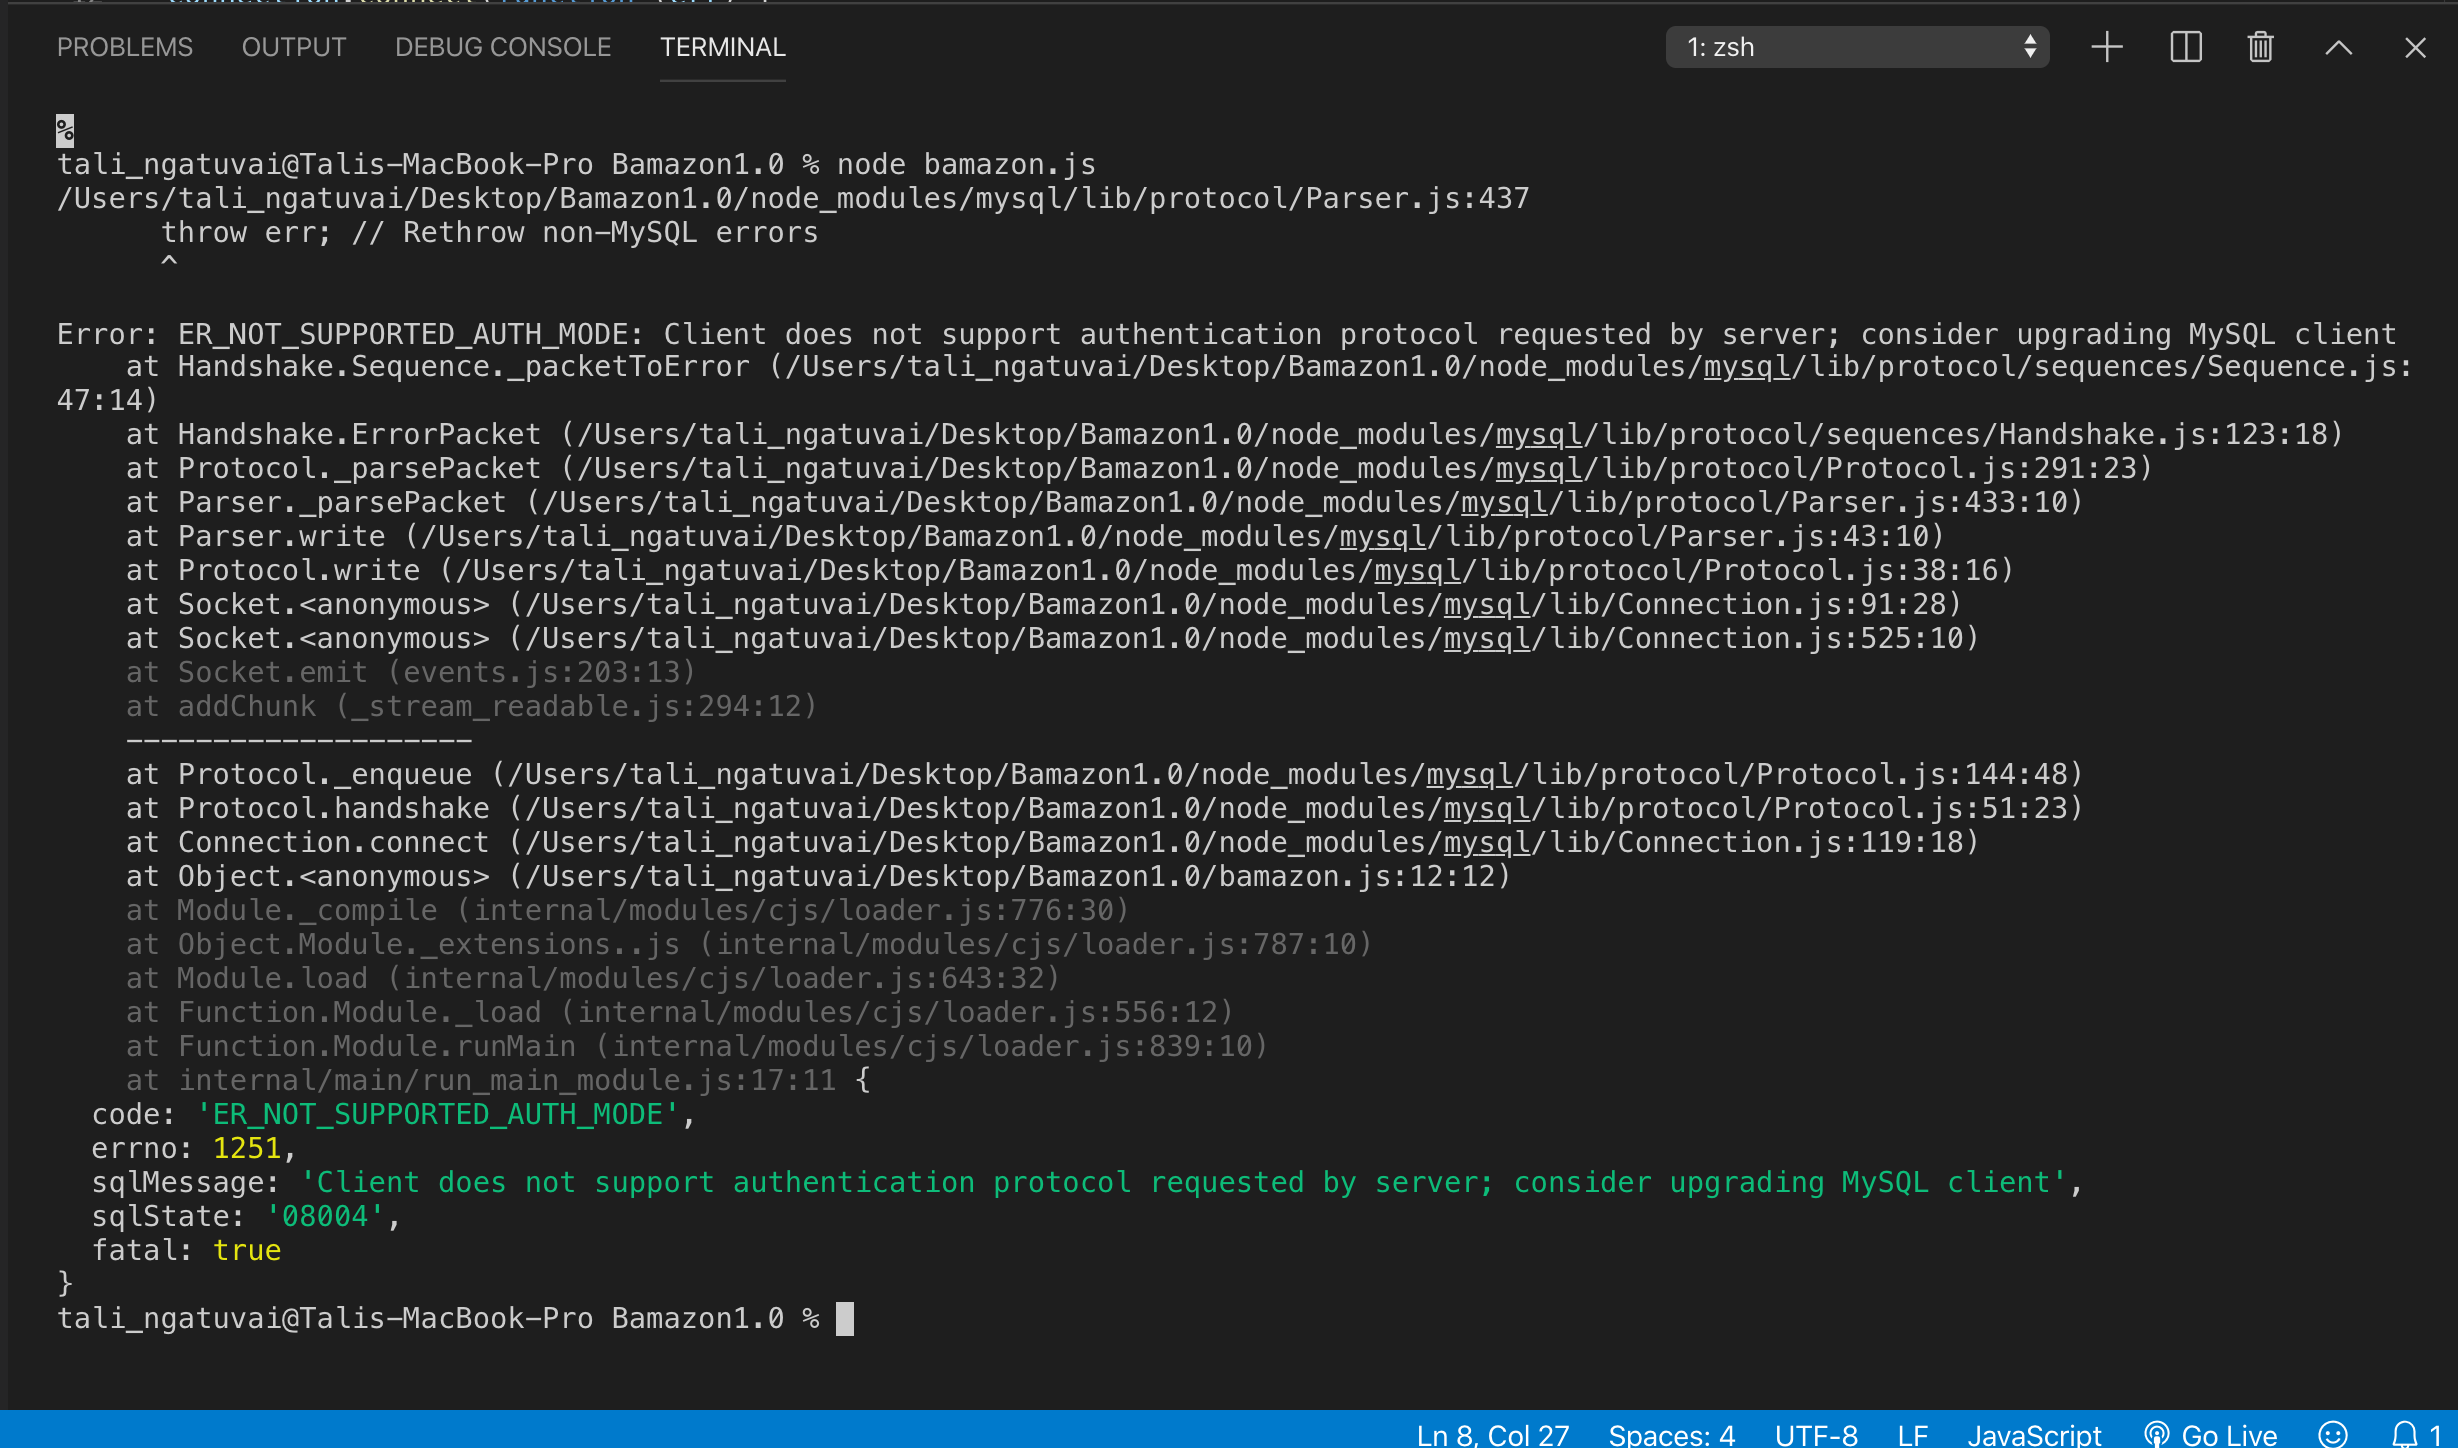 PROBLEMS OUTPUT DEBUG CONSOLE TERMINAL 1: zsh
%
tali_ngatuvai@Talis-MacBook-Pro Bamazon1.0 % node bamazon.js
/Users/tali_ngatuvai/Desktop/Bamazon1.0/node_modules/mysql/lib/protocol/Parser.js:437
      throw err; // Rethrow non-MySQL errors
      ^
Error: ER_NOT_SUPPORTED_AUTH_MODE: Client does not support authentication protocol requested by server; consider upgrading MySQL client
    at Handshake.Sequence._packetToError (/Users/tali_ngatuvai/Desktop/Bamazon1.0/node_modules/mysql/lib/protocol/sequences/Sequence.js:
47:14)
    at Handshake.ErrorPacket (/Users/tali_ngatuvai/Desktop/Bamazon1.0/node_modules/mysql/lib/protocol/sequences/Handshake.js:123:18)
    at Protocol._parsePacket (/Users/tali_ngatuvai/Desktop/Bamazon1.0/node_modules/mysql/lib/protocol/Protocol.js:291:23)
    at Parser._parsePacket (/Users/tali_ngatuvai/Desktop/Bamazon1.0/node_modules/mysql/lib/protocol/Parser.js:433:10)
    at Parser.write (/Users/tali_ngatuvai/Desktop/Bamazon1.0/node_modules/mysql/lib/protocol/Parser.js:43:10)
    at Protocol.write (/Users/tali_ngatuvai/Desktop/Bamazon1.0/node_modules/mysql/lib/protocol/Protocol.js:38:16)
    at Socket.<anonymous> (/Users/tali_ngatuvai/Desktop/Bamazon1.0/node_modules/mysql/lib/Connection.js:91:28)
    at Socket.<anonymous> (/Users/tali_ngatuvai/Desktop/Bamazon1.0/node_modules/mysql/lib/Connection.js:525:10)
    at Socket.emit (events.js:203:13)
    at addChunk (_stream_readable.js:294:12)
    --------------------
    at Protocol._enqueue (/Users/tali_ngatuvai/Desktop/Bamazon1.0/node_modules/mysql/lib/protocol/Protocol.js:144:48)
    at Protocol.handshake (/Users/tali_ngatuvai/Desktop/Bamazon1.0/node_modules/mysql/lib/protocol/Protocol.js:51:23)
    at Connection.connect (/Users/tali_ngatuvai/Desktop/Bamazon1.0/node_modules/mysql/lib/Connection.js:119:18)
    at Object.<anonymous> (/Users/tali_ngatuvai/Desktop/Bamazon1.0/bamazon.js:12:12)
    at Module._compile (internal/modules/cjs/loader.js:776:30)
    at Object.Module._extensions..js (internal/modules/cjs/loader.js:787:10)
    at Module.load (internal/modules/cjs/loader.js:643:32)
    at Function.Module._load (internal/modules/cjs/loader.js:556:12)
    at Function.Module.runMain (internal/modules/cjs/loader.js:839:10)
    at internal/main/run_main_module.js:17:11 {
  code: 'ER_NOT_SUPPORTED_AUTH_MODE',
  errno: 1251,
  sqlMessage: 'Client does not support authentication protocol requested by server; consider upgrading MySQL client',
  sqlState: '08004',
  fatal: true
}
tali_ngatuvai@Talis-MacBook-Pro Bamazon1.0 %
Ln 8, Col 27 Spaces: 4 UTF-8 LF JavaScript Go Live 1